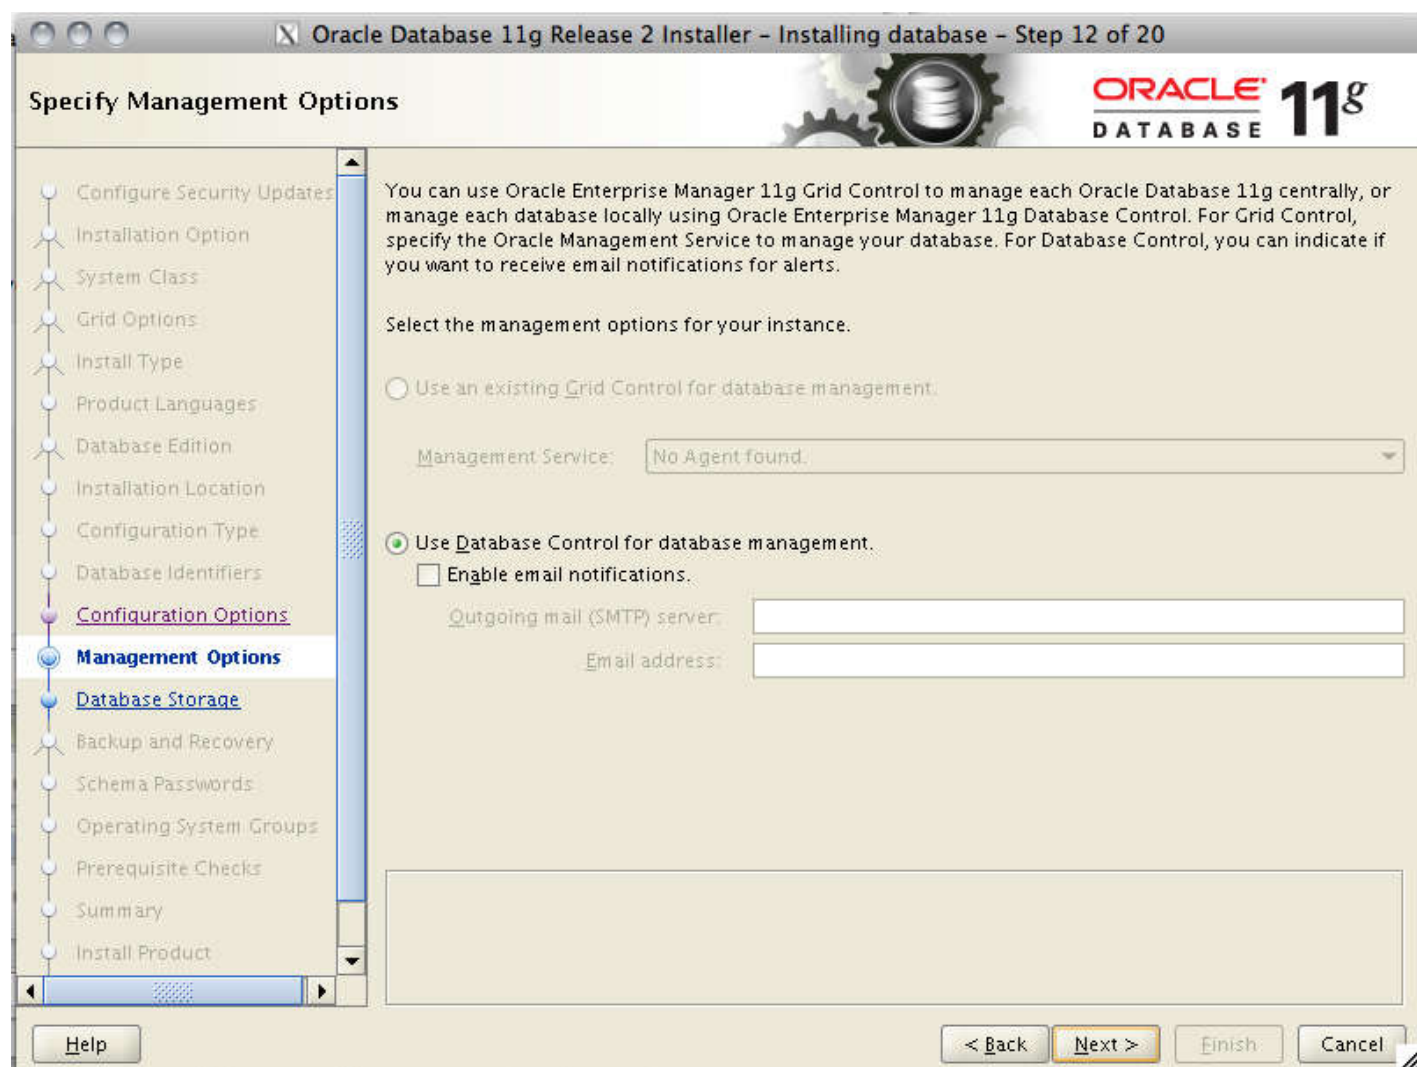 Oracle Database 11g Release 2 Installer – Installing database – Step 12 of 20
Specify Management Options
ORACLE
DATABASE
11g
Configure Security Updates
Installation Option
System Class
Grid Options
Install Type
Product Languages
Database Edition
Installation Location
Configuration Type
Database Identifiers
Configuration Options
Management Options
Database Storage
Backup and Recovery
Schema Passwords
Operating System Groups
Prerequisite Checks
Summary
Install Product
You can use Oracle Enterprise Manager 11g Grid Control to manage each Oracle Database 11g centrally, or
manage each database locally using Oracle Enterprise Manager 11g Database Control. For Grid Control,
specify the Oracle Management Service to manage your database. For Database Control, you can indicate if
you want to receive email notifications for alerts.
Select the management options for your instance.
Use an existing Grid Control for database management.
Management Service: No Agent found.
Use Database Control for database management.
Enable email notifications.
Outgoing mail (SMTP) server:
Email address:
Help
< Back
Next >
Finish
Cancel